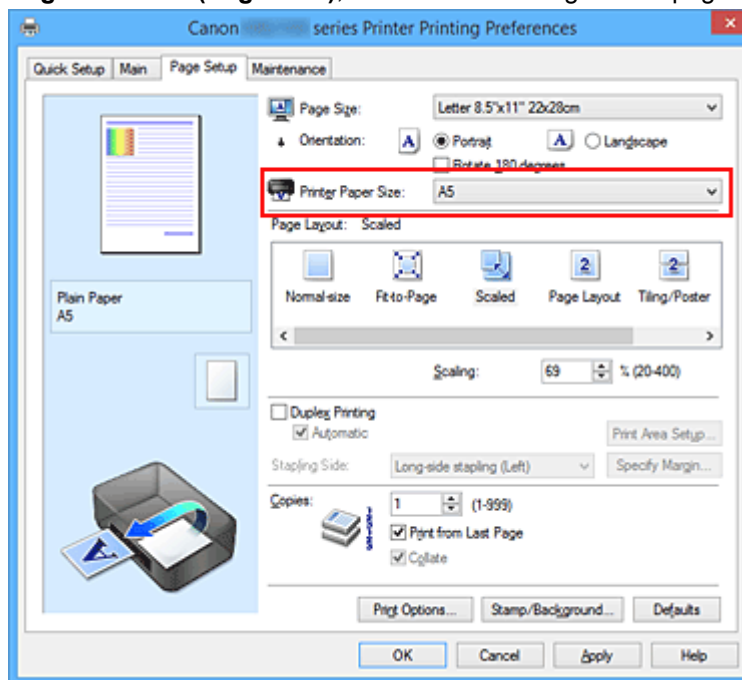 Canon series Printer Printing Preferences
Quick Setup Main Page Setup Maintenance
Page Size: Letter 8.5"x11" 22x28cm
Orientation: A Portrait A Landscape
Rotate 180 degrees
Printer Paper Size: A5
Page Layout: Scaled
Normal-size Fit-to-Page Scaled Page Layout Tiling/Poster
Plain Paper
A5
Scaling: 69 % (20-400)
Duplex Printing
Automatic
Print Area Setup...
Stapling Side: Long-side stapling (Left) Specify Margin...
Copies: 1 (1-999)
Print from Last Page
Collate
Print Options... Stamp/Background... Defaults
OK Cancel Apply Help